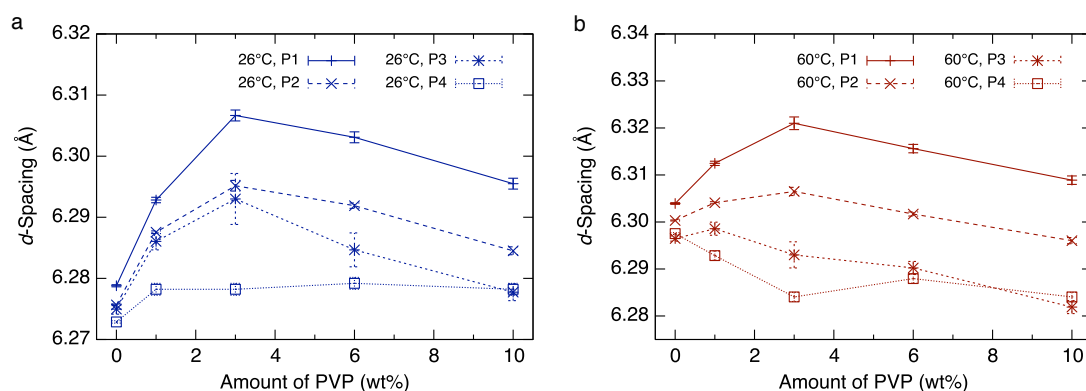 a
6.32
6.31
6.30
6.29
6.28
6.27
d-Spacing (Å)
26°C, P1
26°C, P2
26°C, P3
26°C, P4
0 2 4 6 8 10
Amount of PVP (wt%)
b
6.34
6.33
6.32
6.31
6.30
6.29
6.28
d-Spacing (Å)
60°C, P1
60°C, P2
60°C, P3
60°C, P4
0 2 4 6 8 10
Amount of PVP (wt%)